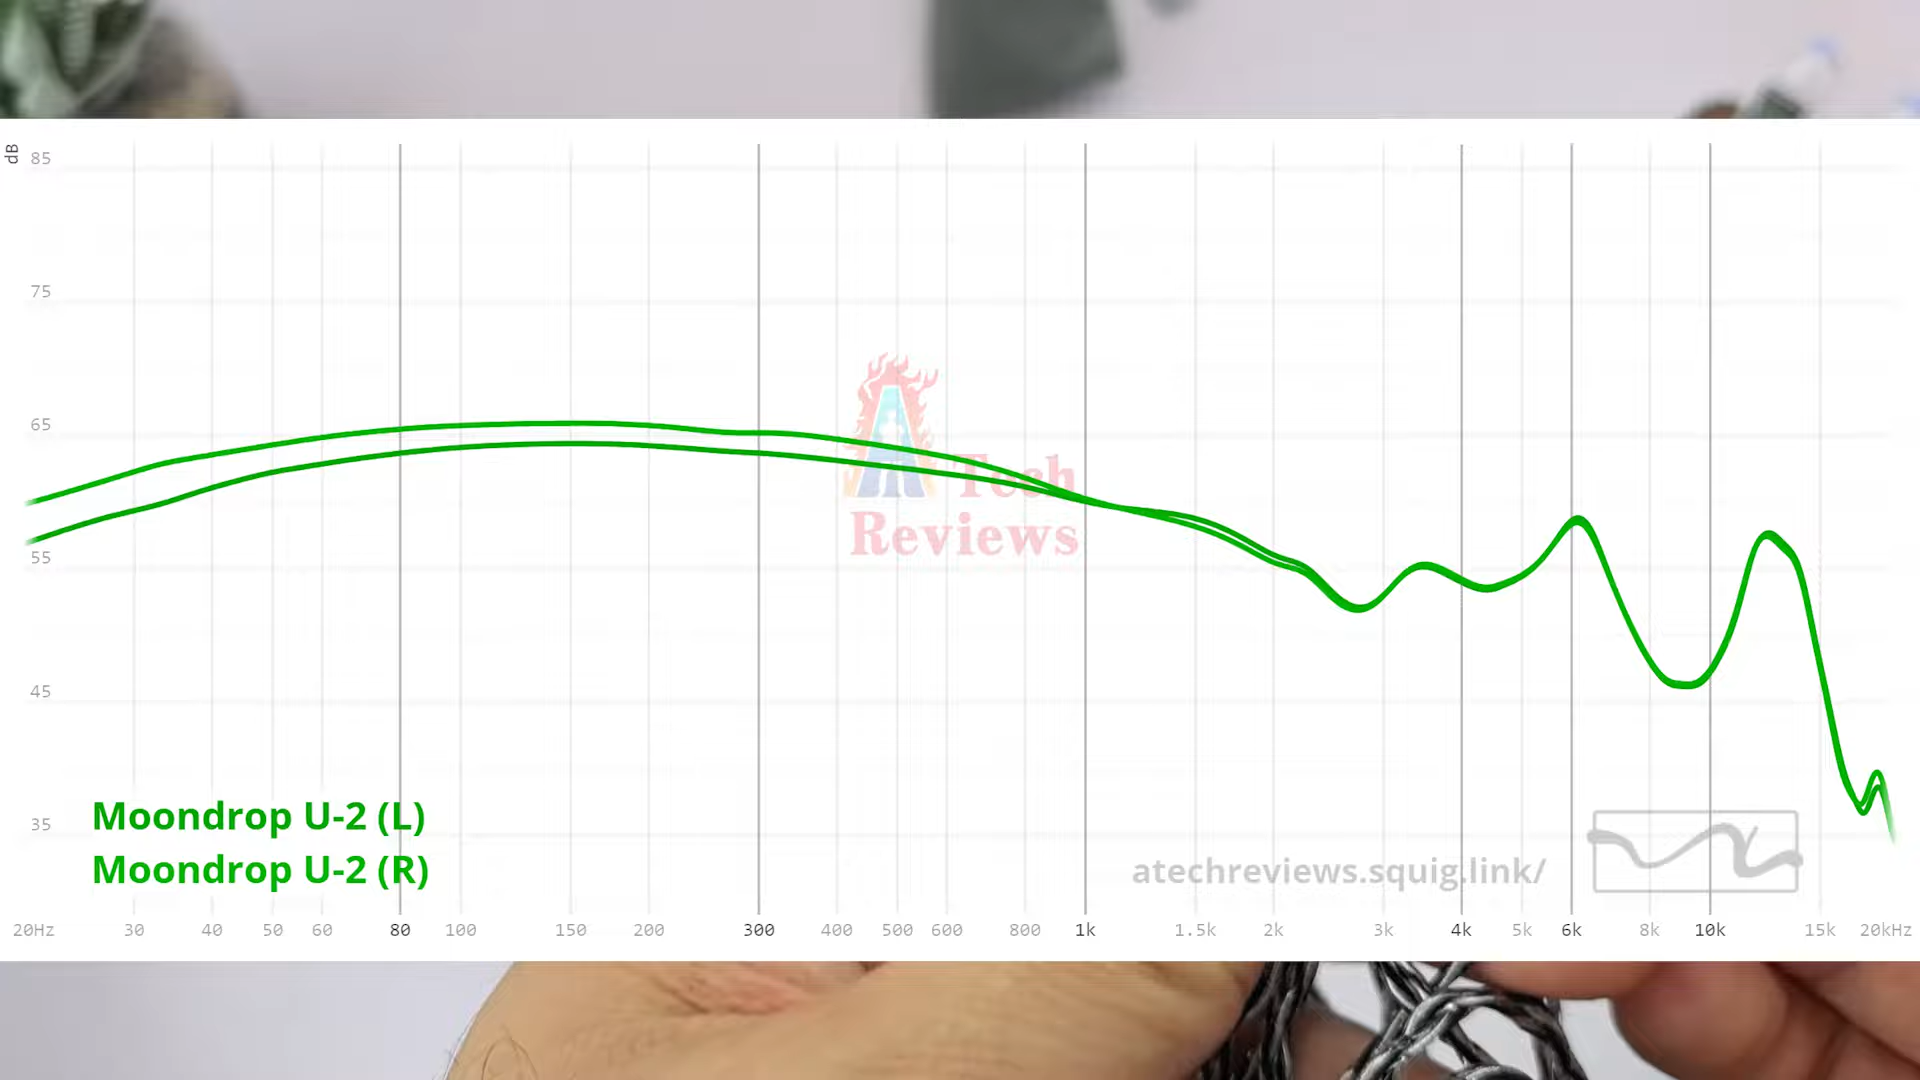 dB
85
75
65
55
45
35
Tech
Reviews
Moondrop U-2 (L)
Moondrop U-2 (R)
atechreviews.squig.link/
20Hz 30 40 50 60 80 100 150 200 300 400 500 600 800 1k 1.5k 2k 3k 4k 5k 6k 8k 10k 15k 20kHz